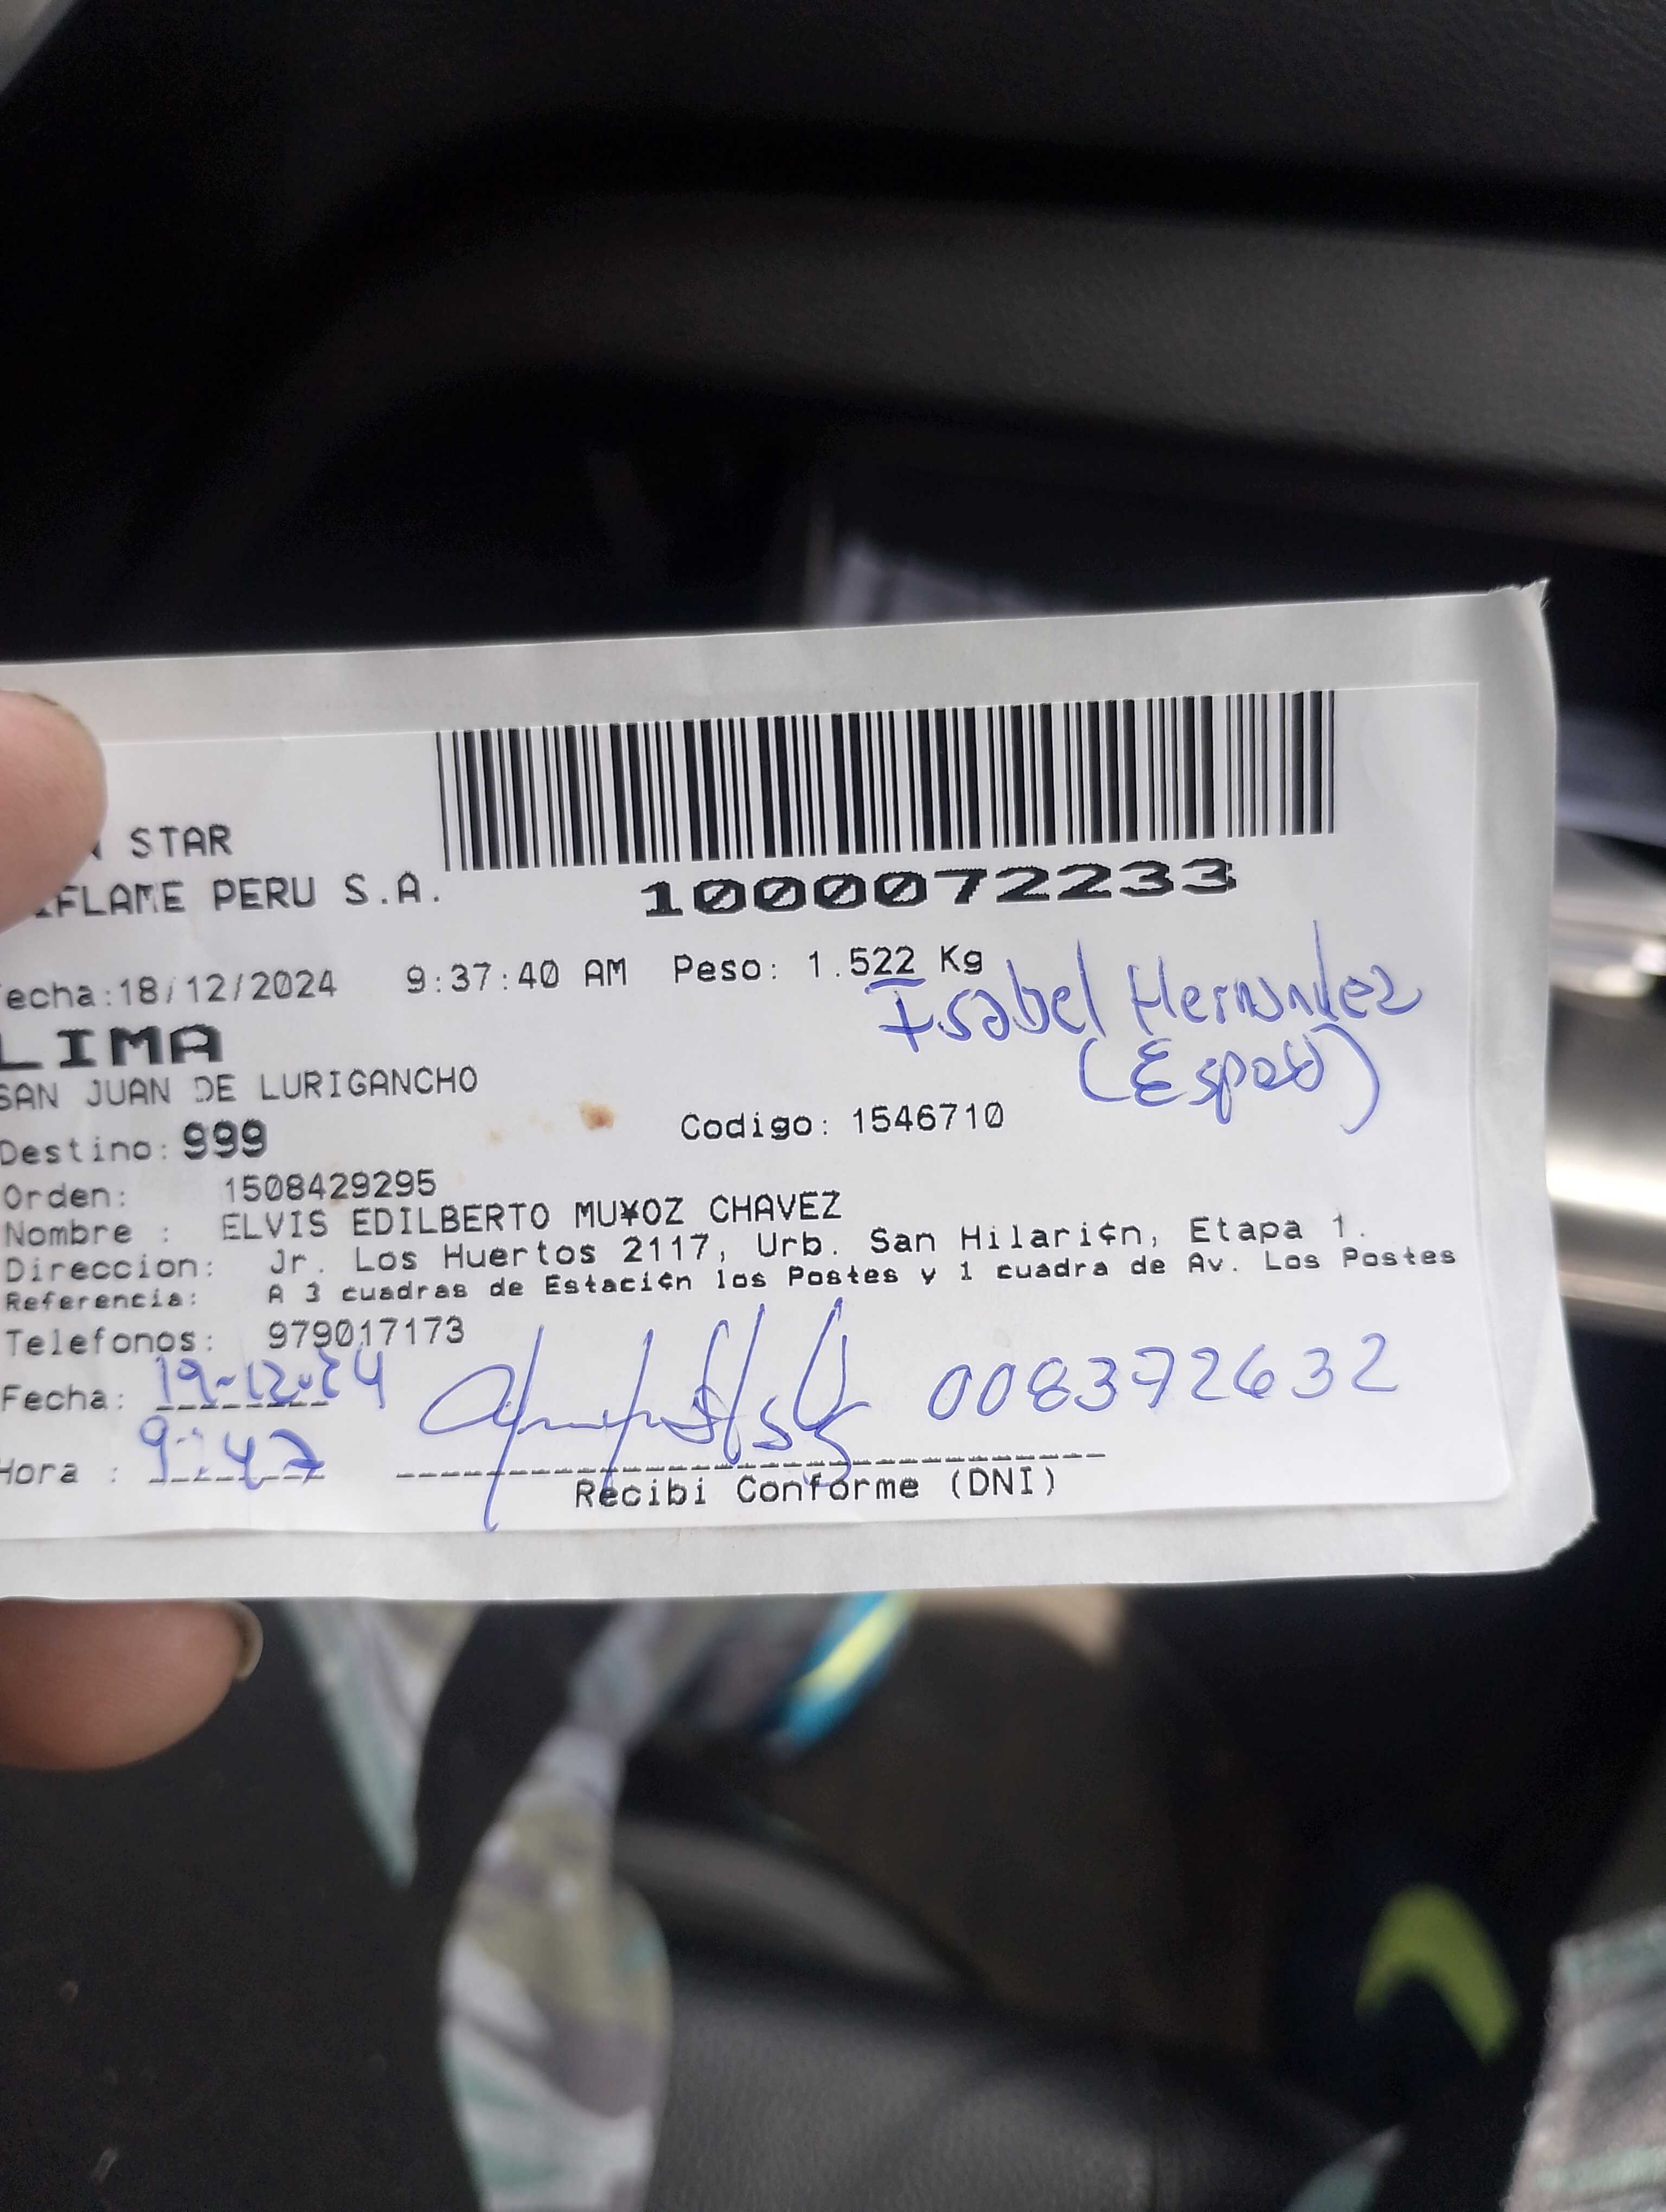 STAR
IFLAME PERU S.A.
1000072233
echa:18/12/2024 9:37:40 AM Peso: 1.522 Kg
Isabel Hernandez
(Esposa)
LIMA
SAN JUAN DE LURIGANCHO
Destino: 999 Codigo: 1546710
Orden: 1508429295
Nombre : ELVIS EDILBERTO MU¥OZ CHAVEZ
Direccion: Jr. Los Huertos 2117, Urb. San Hilari¢n, Etapa 1.
Referencia: A 3 cuadras de Estaci¢n los Postes y 1 cuadra de Av. Los Postes
Telefonos: 979017173
Fecha: 19-12-24 008372632
Hora : 9:47
Recibi Conforme (DNI)